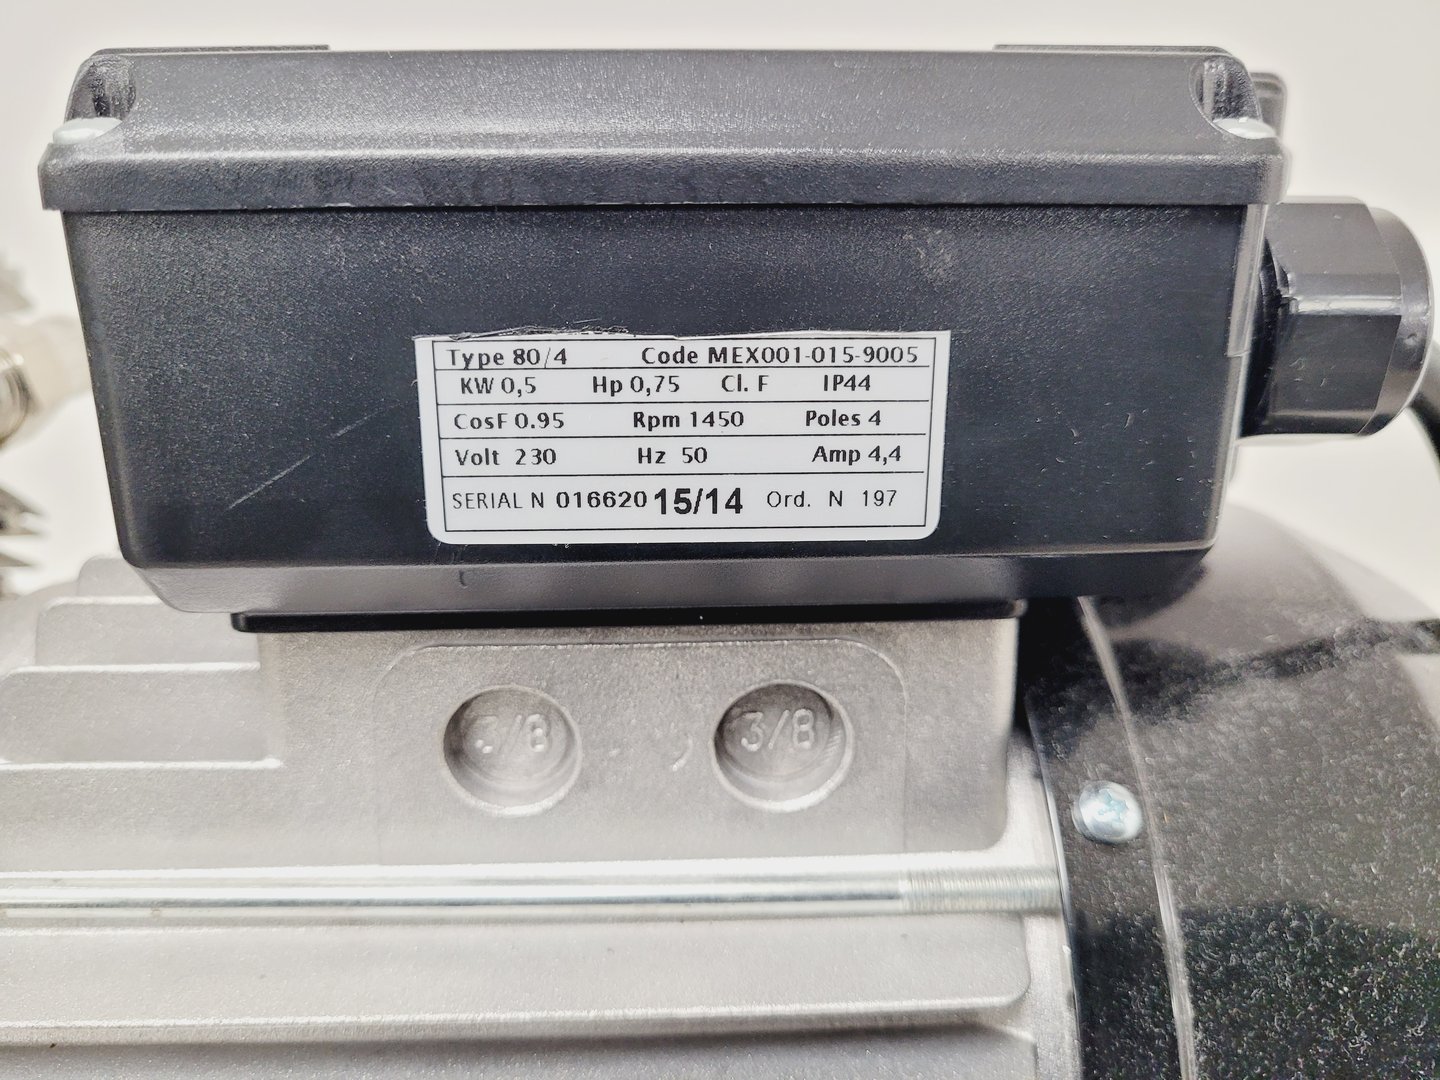 Type 80/4 Code MEX001-015-9005
KW 0,5 Hp 0,75 Cl. F IP44
CosF 0.95 Rpm 1450 Poles 4
Volt 230 Hz 50 Amp 4,4
SERIAL N 016620 15/14 Ord. N 197
3/8 3/8